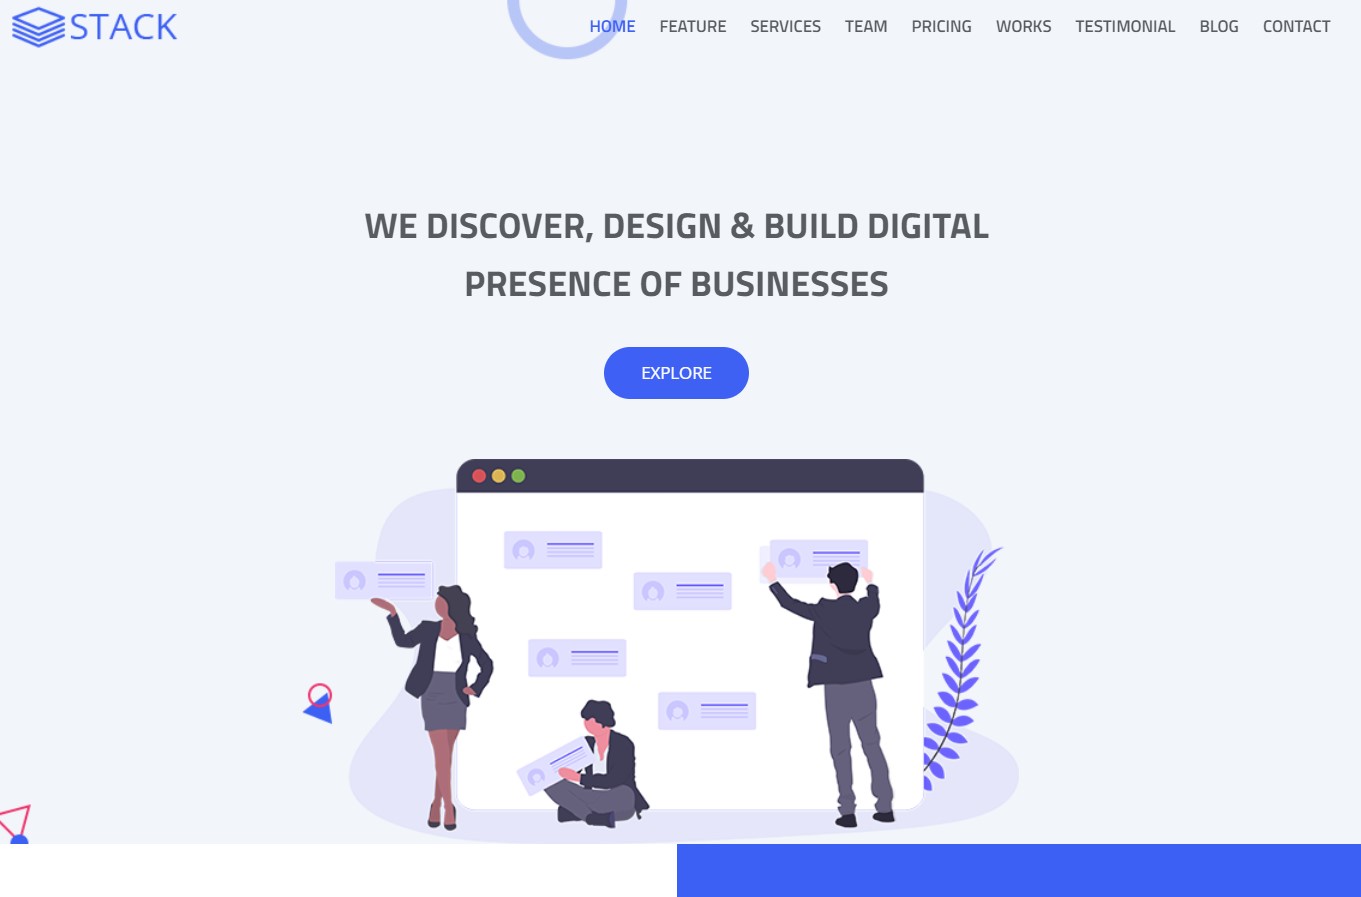 STACK
HOME FEATURE SERVICES TEAM PRICING WORKS TESTIMONIAL BLOG CONTACT
WE DISCOVER, DESIGN & BUILD DIGITAL
PRESENCE OF BUSINESSES
EXPLORE